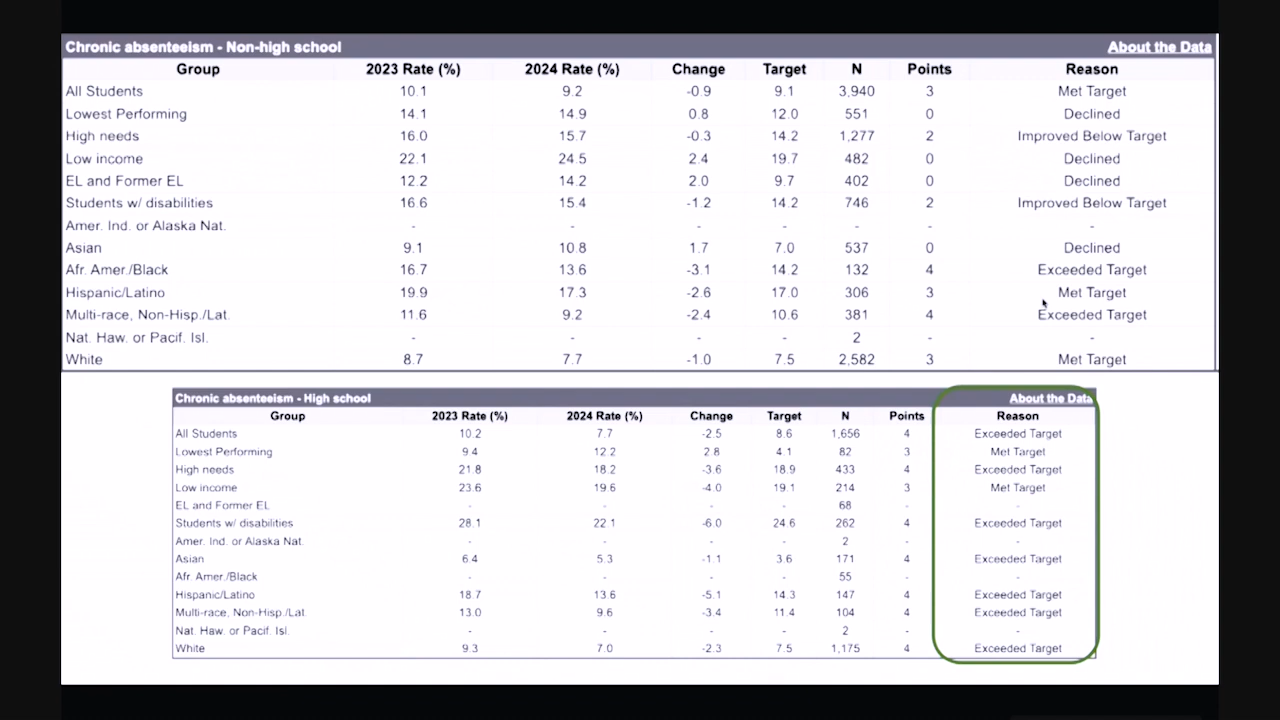 Chronic absenteeism - Non-high school About the Data
Group 2023 Rate (%) 2024 Rate (%) Change Target N Points Reason
All Students 10.1 9.2 -0.9 9.1 3,940 3 Met Target
Lowest Performing 14.1 14.9 0.8 12.0 551 0 Declined
High needs 16.0 15.7 -0.3 14.2 1,277 2 Improved Below Target
Low income 22.1 24.5 2.4 19.7 482 0 Declined
EL and Former EL 12.2 14.2 2.0 9.7 402 0 Declined
Students w/ disabilities 16.6 15.4 -1.2 14.2 746 2 Improved Below Target
Amer. Ind. or Alaska Nat. - - - - - - -
Asian 9.1 10.8 1.7 7.0 537 0 Declined
Afr. Amer./Black 16.7 13.6 -3.1 14.2 132 4 Exceeded Target
Hispanic/Latino 19.9 17.3 -2.6 17.0 306 3 Met Target
Multi-race, Non-Hisp./Lat. 11.6 9.2 -2.4 10.6 381 4 Exceeded Target
Nat. Haw. or Pacif. Isl. - - - - 2 - -
White 8.7 7.7 -1.0 7.5 2,582 3 Met Target
Chronic absenteeism - High school About the Data
Group 2023 Rate (%) 2024 Rate (%) Change Target N Points Reason
All Students 10.2 7.7 -2.5 8.6 1,656 4 Exceeded Target
Lowest Performing 9.4 12.2 2.8 4.1 82 3 Met Target
High needs 21.8 18.2 -3.6 18.9 433 4 Exceeded Target
Low income 23.6 19.6 -4.0 19.1 214 3 Met Target
EL and Former EL - - - - 68 - -
Students w/ disabilities 28.1 22.1 -6.0 24.6 262 4 Exceeded Target
Amer. Ind. or Alaska Nat. - - - - 2 - -
Asian 6.4 5.3 -1.1 3.6 171 4 Exceeded Target
Afr. Amer./Black - - - - 55 - -
Hispanic/Latino 18.7 13.6 -5.1 14.3 147 4 Exceeded Target
Multi-race, Non-Hisp./Lat. 13.0 9.6 -3.4 11.4 104 4 Exceeded Target
Nat. Haw. or Pacif. Isl. - - - - 2 - -
White 9.3 7.0 -2.3 7.5 1,175 4 Exceeded Target